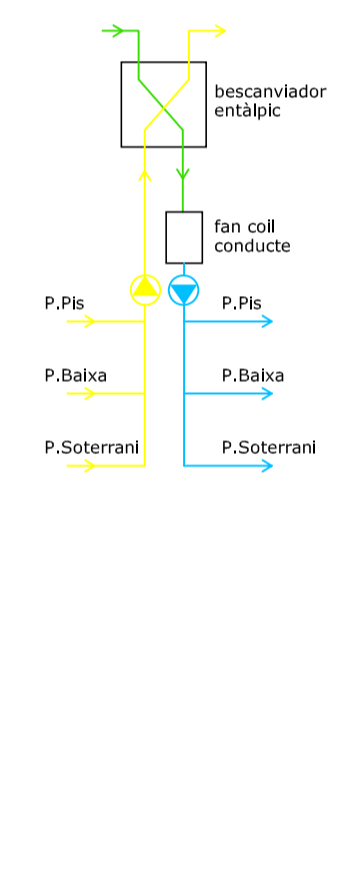 bescanviador
entàlpic
fan coil
conducte
P.Pis
P.Pis
P.Baixa
P.Baixa
P.Soterrani
P.Soterrani